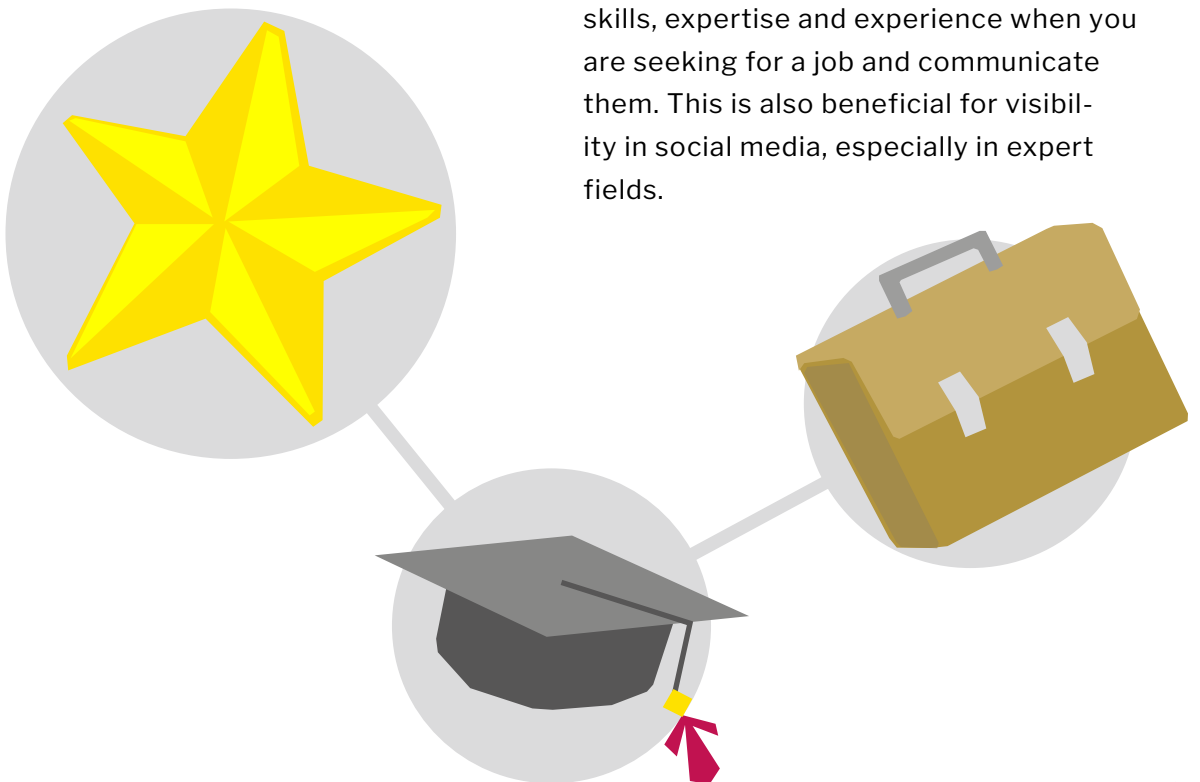 skills, expertise and experience when you
are seeking for a job and communicate
them. This is also beneficial for visibil-
ity in social media, especially in expert
fields.